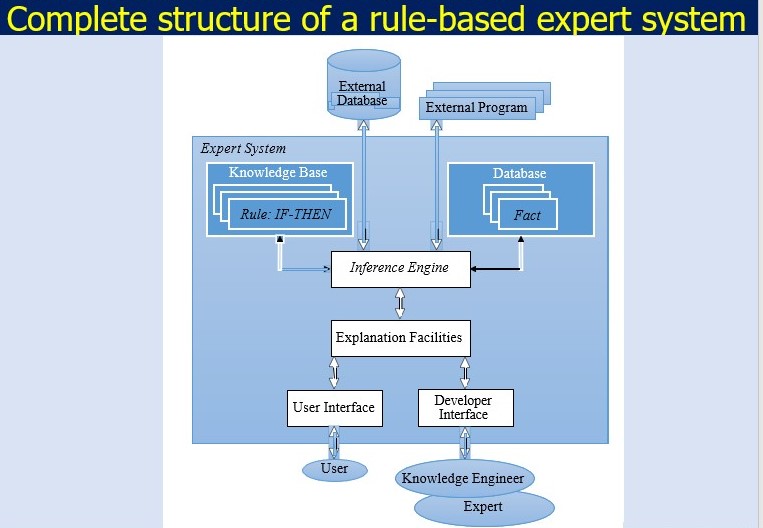 Complete structure of a rule-based expert system
External
Database
External Program
Expert System
Knowledge Base
Rule: IF-THEN
Database
Fact
Inference Engine
Explanation Facilities
User Interface
Developer
Interface
User
Knowledge Engineer
Expert